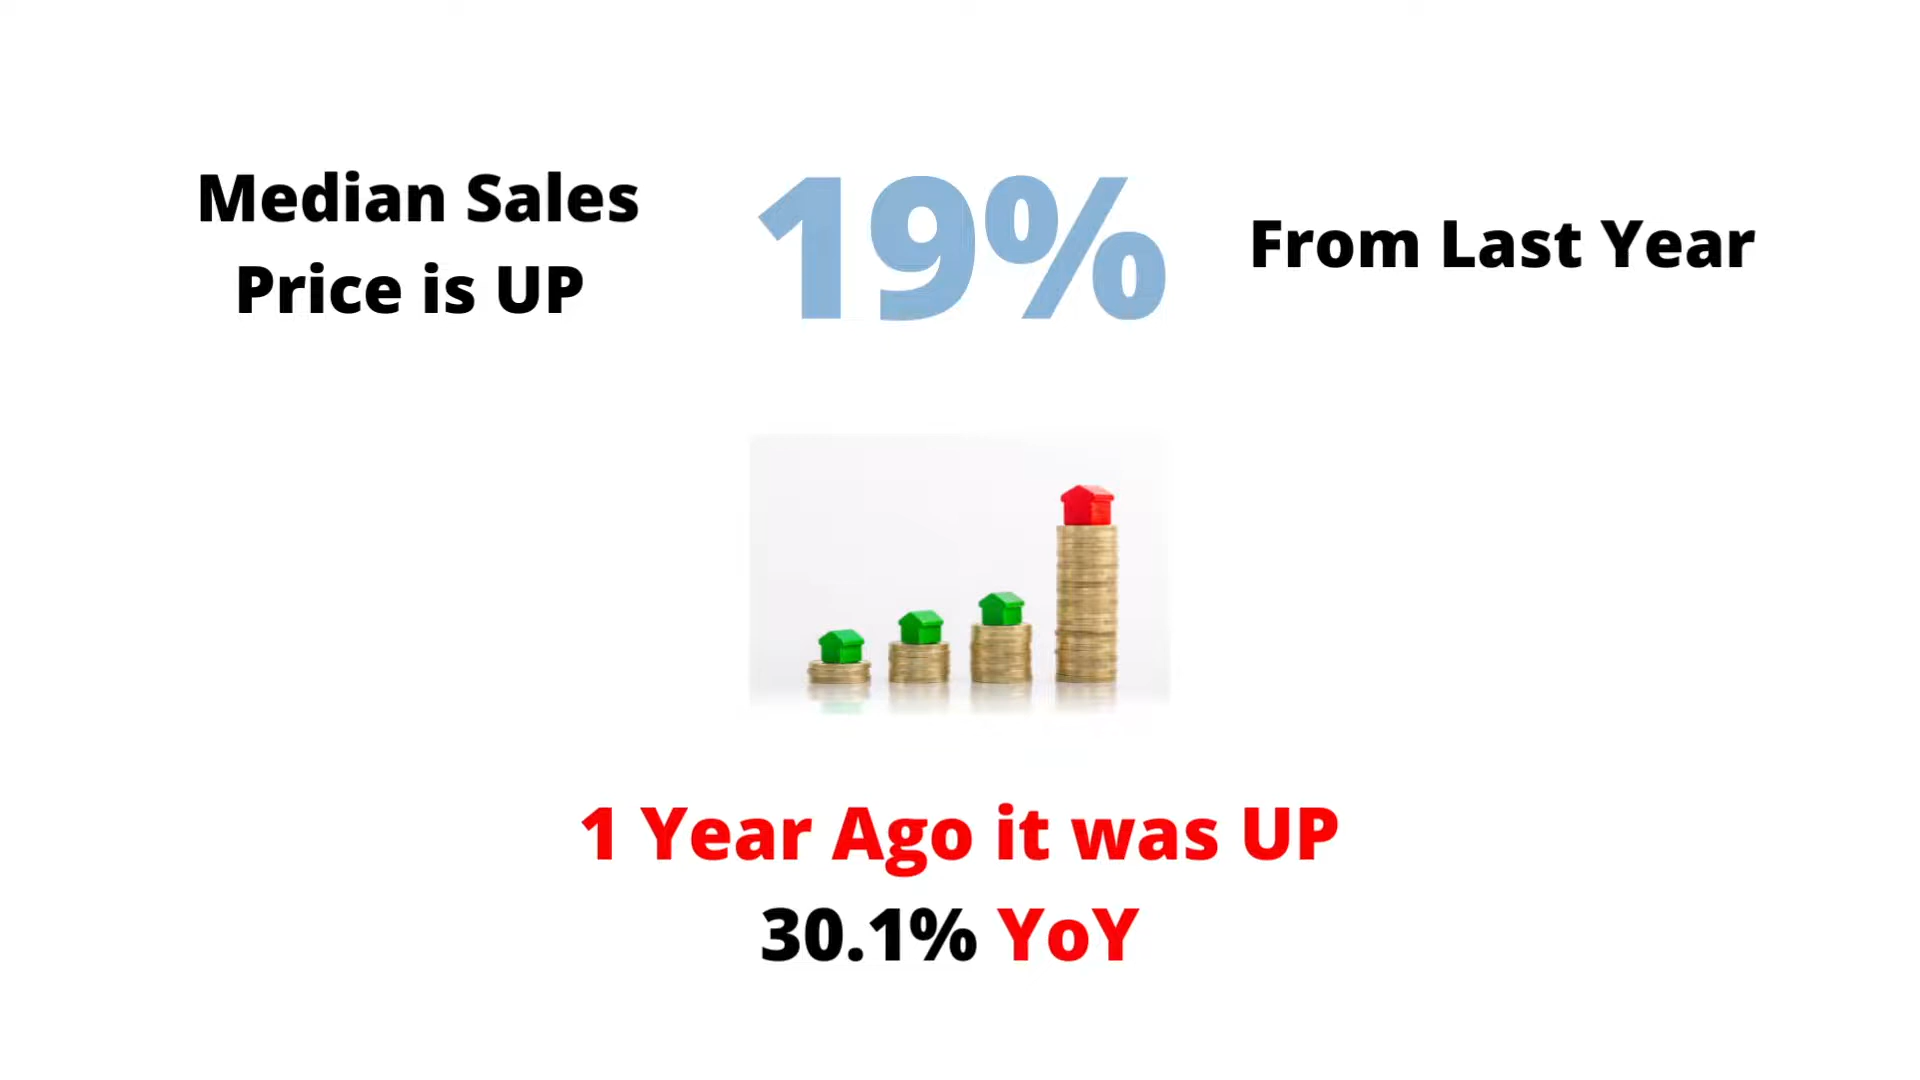 Median Sales
Price is UP
19%
From Last Year
1 Year Ago it was UP
30.1% YoY